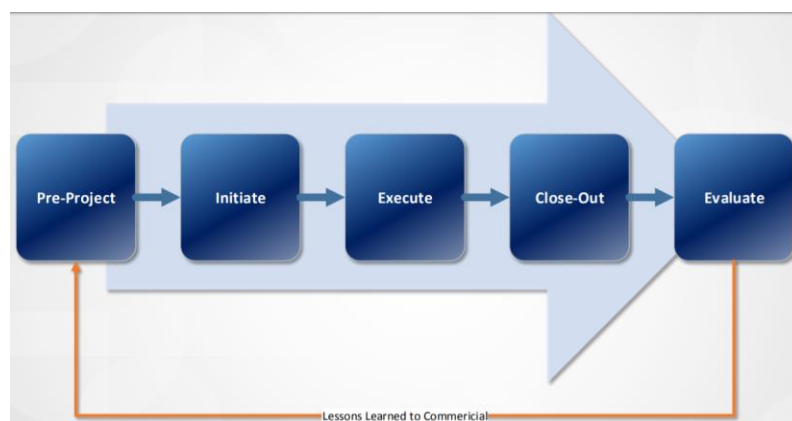 Pre-Project
Initiate
Execute
Close-Out
Evaluate
Lessons Learned to Commericial